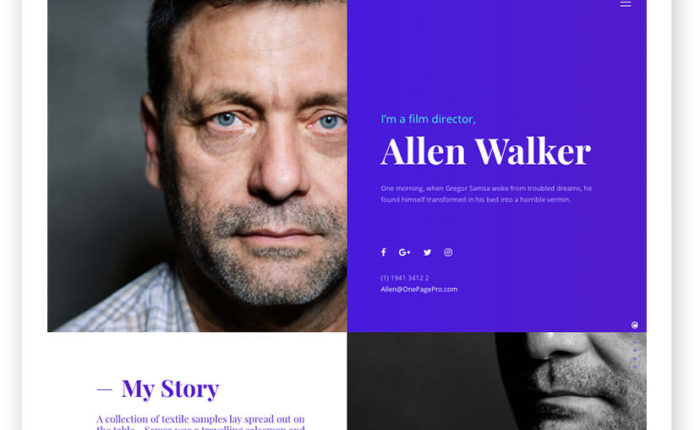 I'm a film director,
Allen Walker
One morning, when Gregor Samsa woke from troubled dreams, he
found himself transformed in his bed into a horrible vermin.
(1) 1941 3412 2
Allen@OnePagePro.com
— My Story
A collection of textile samples lay spread out on
the table - Samsa was a travelling salesman and